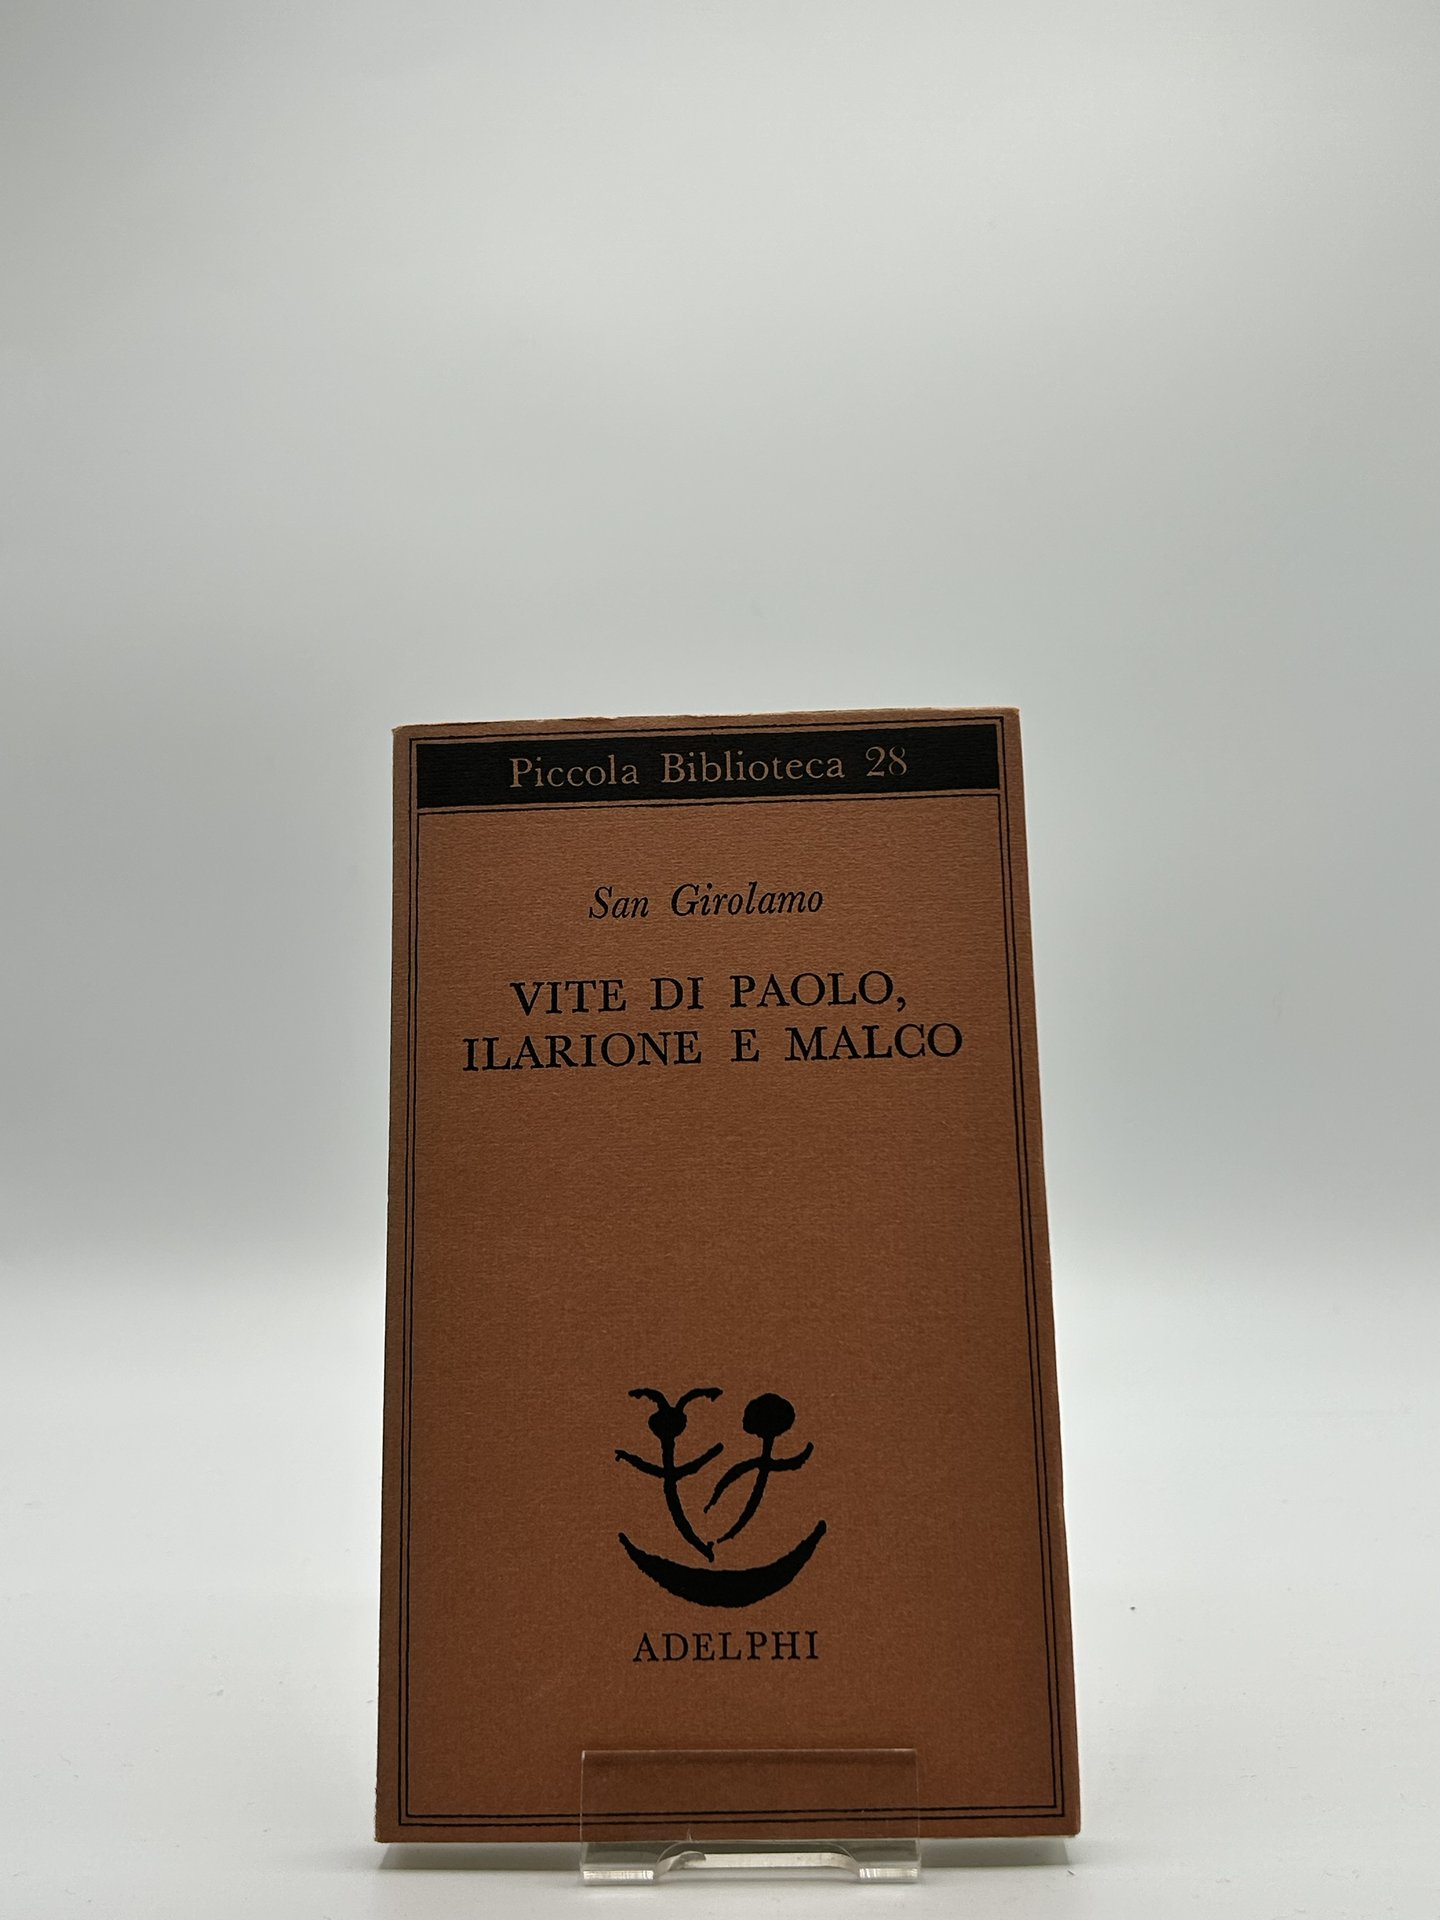 Piccola Biblioteca 28
San Girolamo
VITE DI PAOLO,
ILARIONE E MALCO
ADELPHI